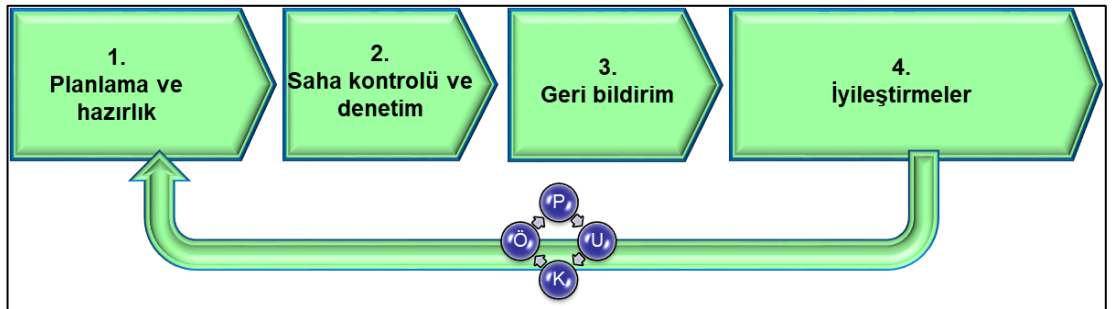 1.
Planlama ve
hazırlık
2.
Saha kontrolü ve
denetim
3.
Geri bildirim
4.
İyileştirmeler
P
Ö
U
K